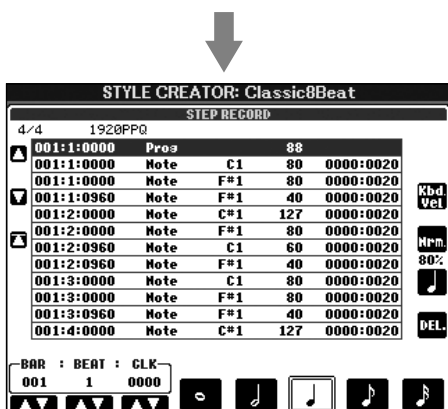 STYLE CREATOR: Classic8Beat
STEP RECORD
4/4 1920PPQ
001:1:0000 Prog 88
001:1:0000 Note C1 80 0000:0020
001:1:0000 Note F#1 80 0000:0020
001:1:0960 Note F#1 40 0000:0020
001:2:0000 Note C#1 127 0000:0020
001:2:0000 Note F#1 80 0000:0020
001:2:0960 Note C1 60 0000:0020
001:2:0960 Note F#1 40 0000:0020
001:3:0000 Note C1 80 0000:0020
001:3:0000 Note F#1 80 0000:0020
001:3:0960 Note F#1 40 0000:0020
001:4:0000 Note C#1 127 0000:0020
Kbd.
Vel
Nrm.
80%
DEL.
BAR : BEAT : CLK
001 1 0000